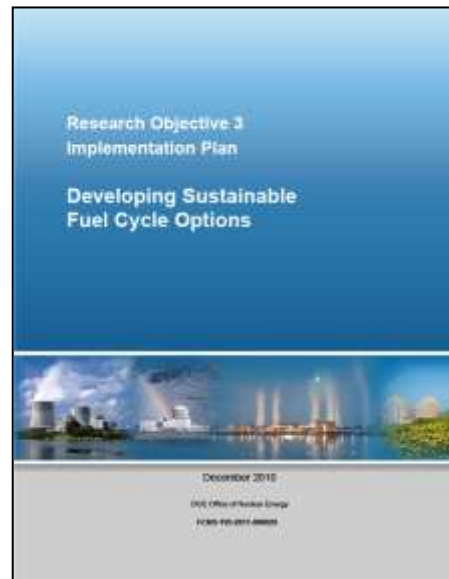 Research Objective 3
Implementation Plan
Developing Sustainable
Fuel Cycle Options
December 2010
DOE Office of Nuclear Energy